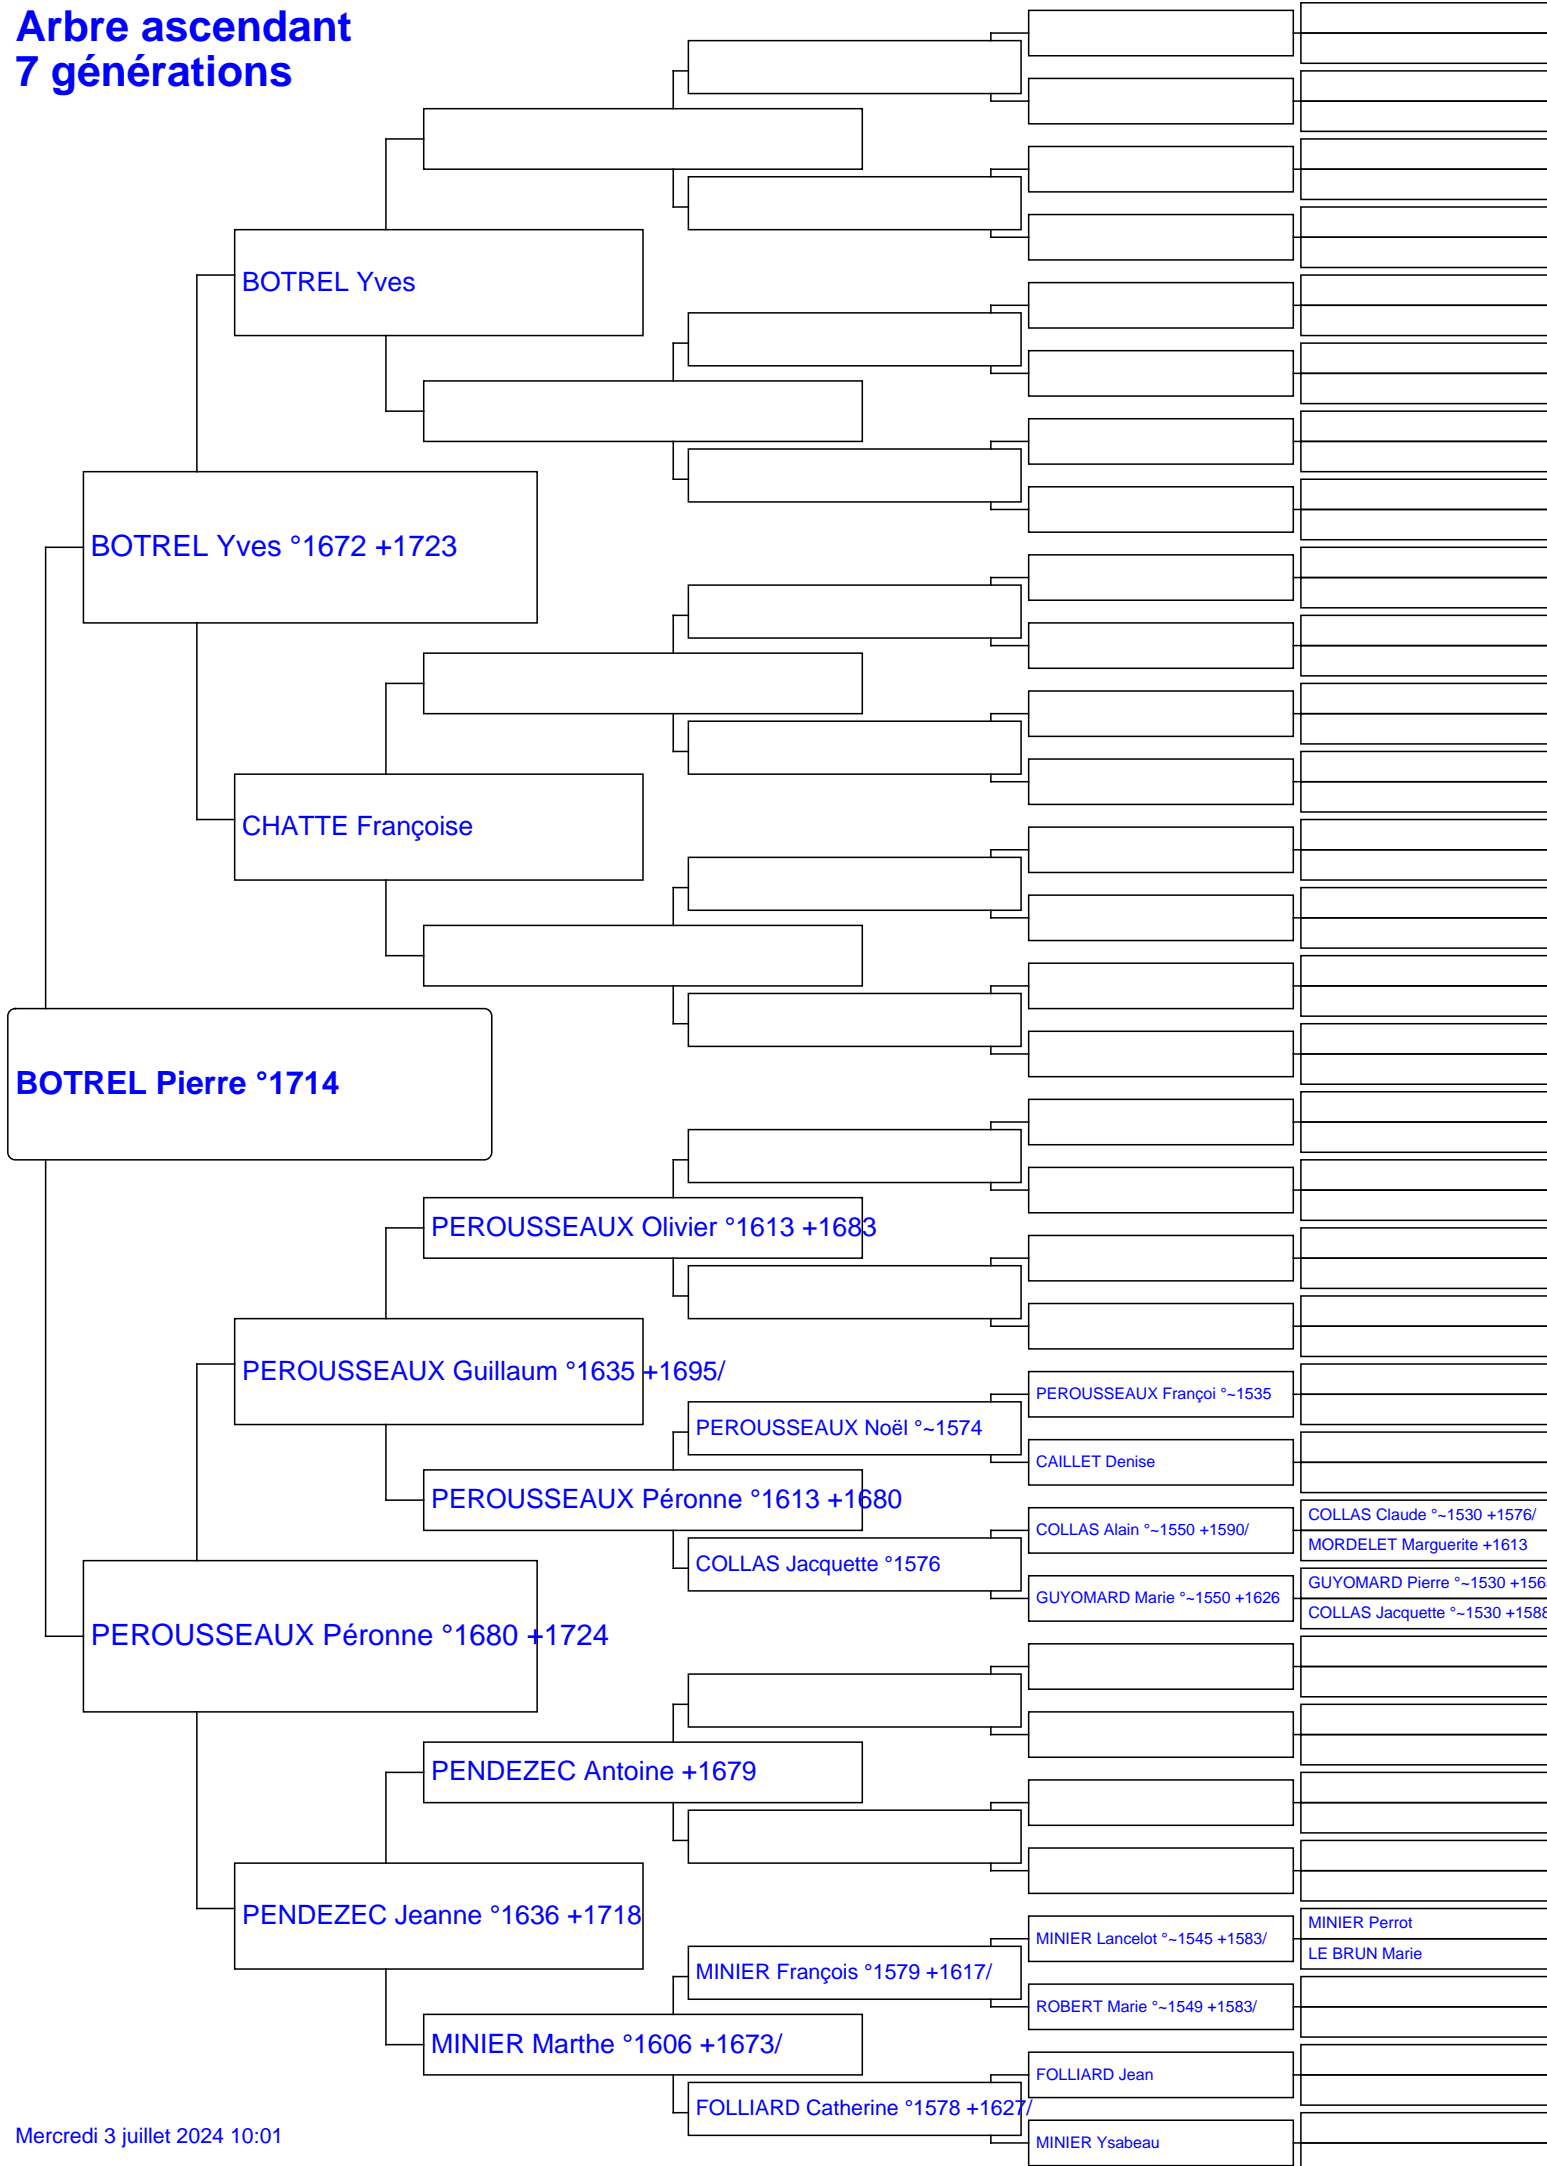 Arbre ascendant
7 générations
BOTREL Yves
BOTREL Yves °1672 +1723
CHATTE Françoise
BOTREL Pierre °1714
PEROUSSEAUX Olivier °1613 +1683
PEROUSSEAUX Guillaum °1635 +1695/
PEROUSSEAUX Françoi °~1535
PEROUSSEAUX Noël °~1574
CAILLET Denise
PEROUSSEAUX Péronne °1613 +1680
COLLAS Claude °~1530 +1576/
COLLAS Alain °~1550 +1590/
MORDELET Marguerite +1613
COLLAS Jacquette °1576
GUYOMARD Pierre °~1530 +156
GUYOMARD Marie °~1550 +1626
COLLAS Jacquette °~1530 +1588
PEROUSSEAUX Péronne °1680 +1724
PENDEZEC Antoine +1679
PENDEZEC Jeanne °1636 +1718
MINIER Perrot
MINIER Lancelot °~1545 +1583/
LE BRUN Marie
MINIER François °1579 +1617/
ROBERT Marie °~1549 +1583/
MINIER Marthe °1606 +1673/
FOLLIARD Jean
FOLLIARD Catherine °1578 +1627/
MINIER Ysabeau
Mercredi 3 juillet 2024 10:01